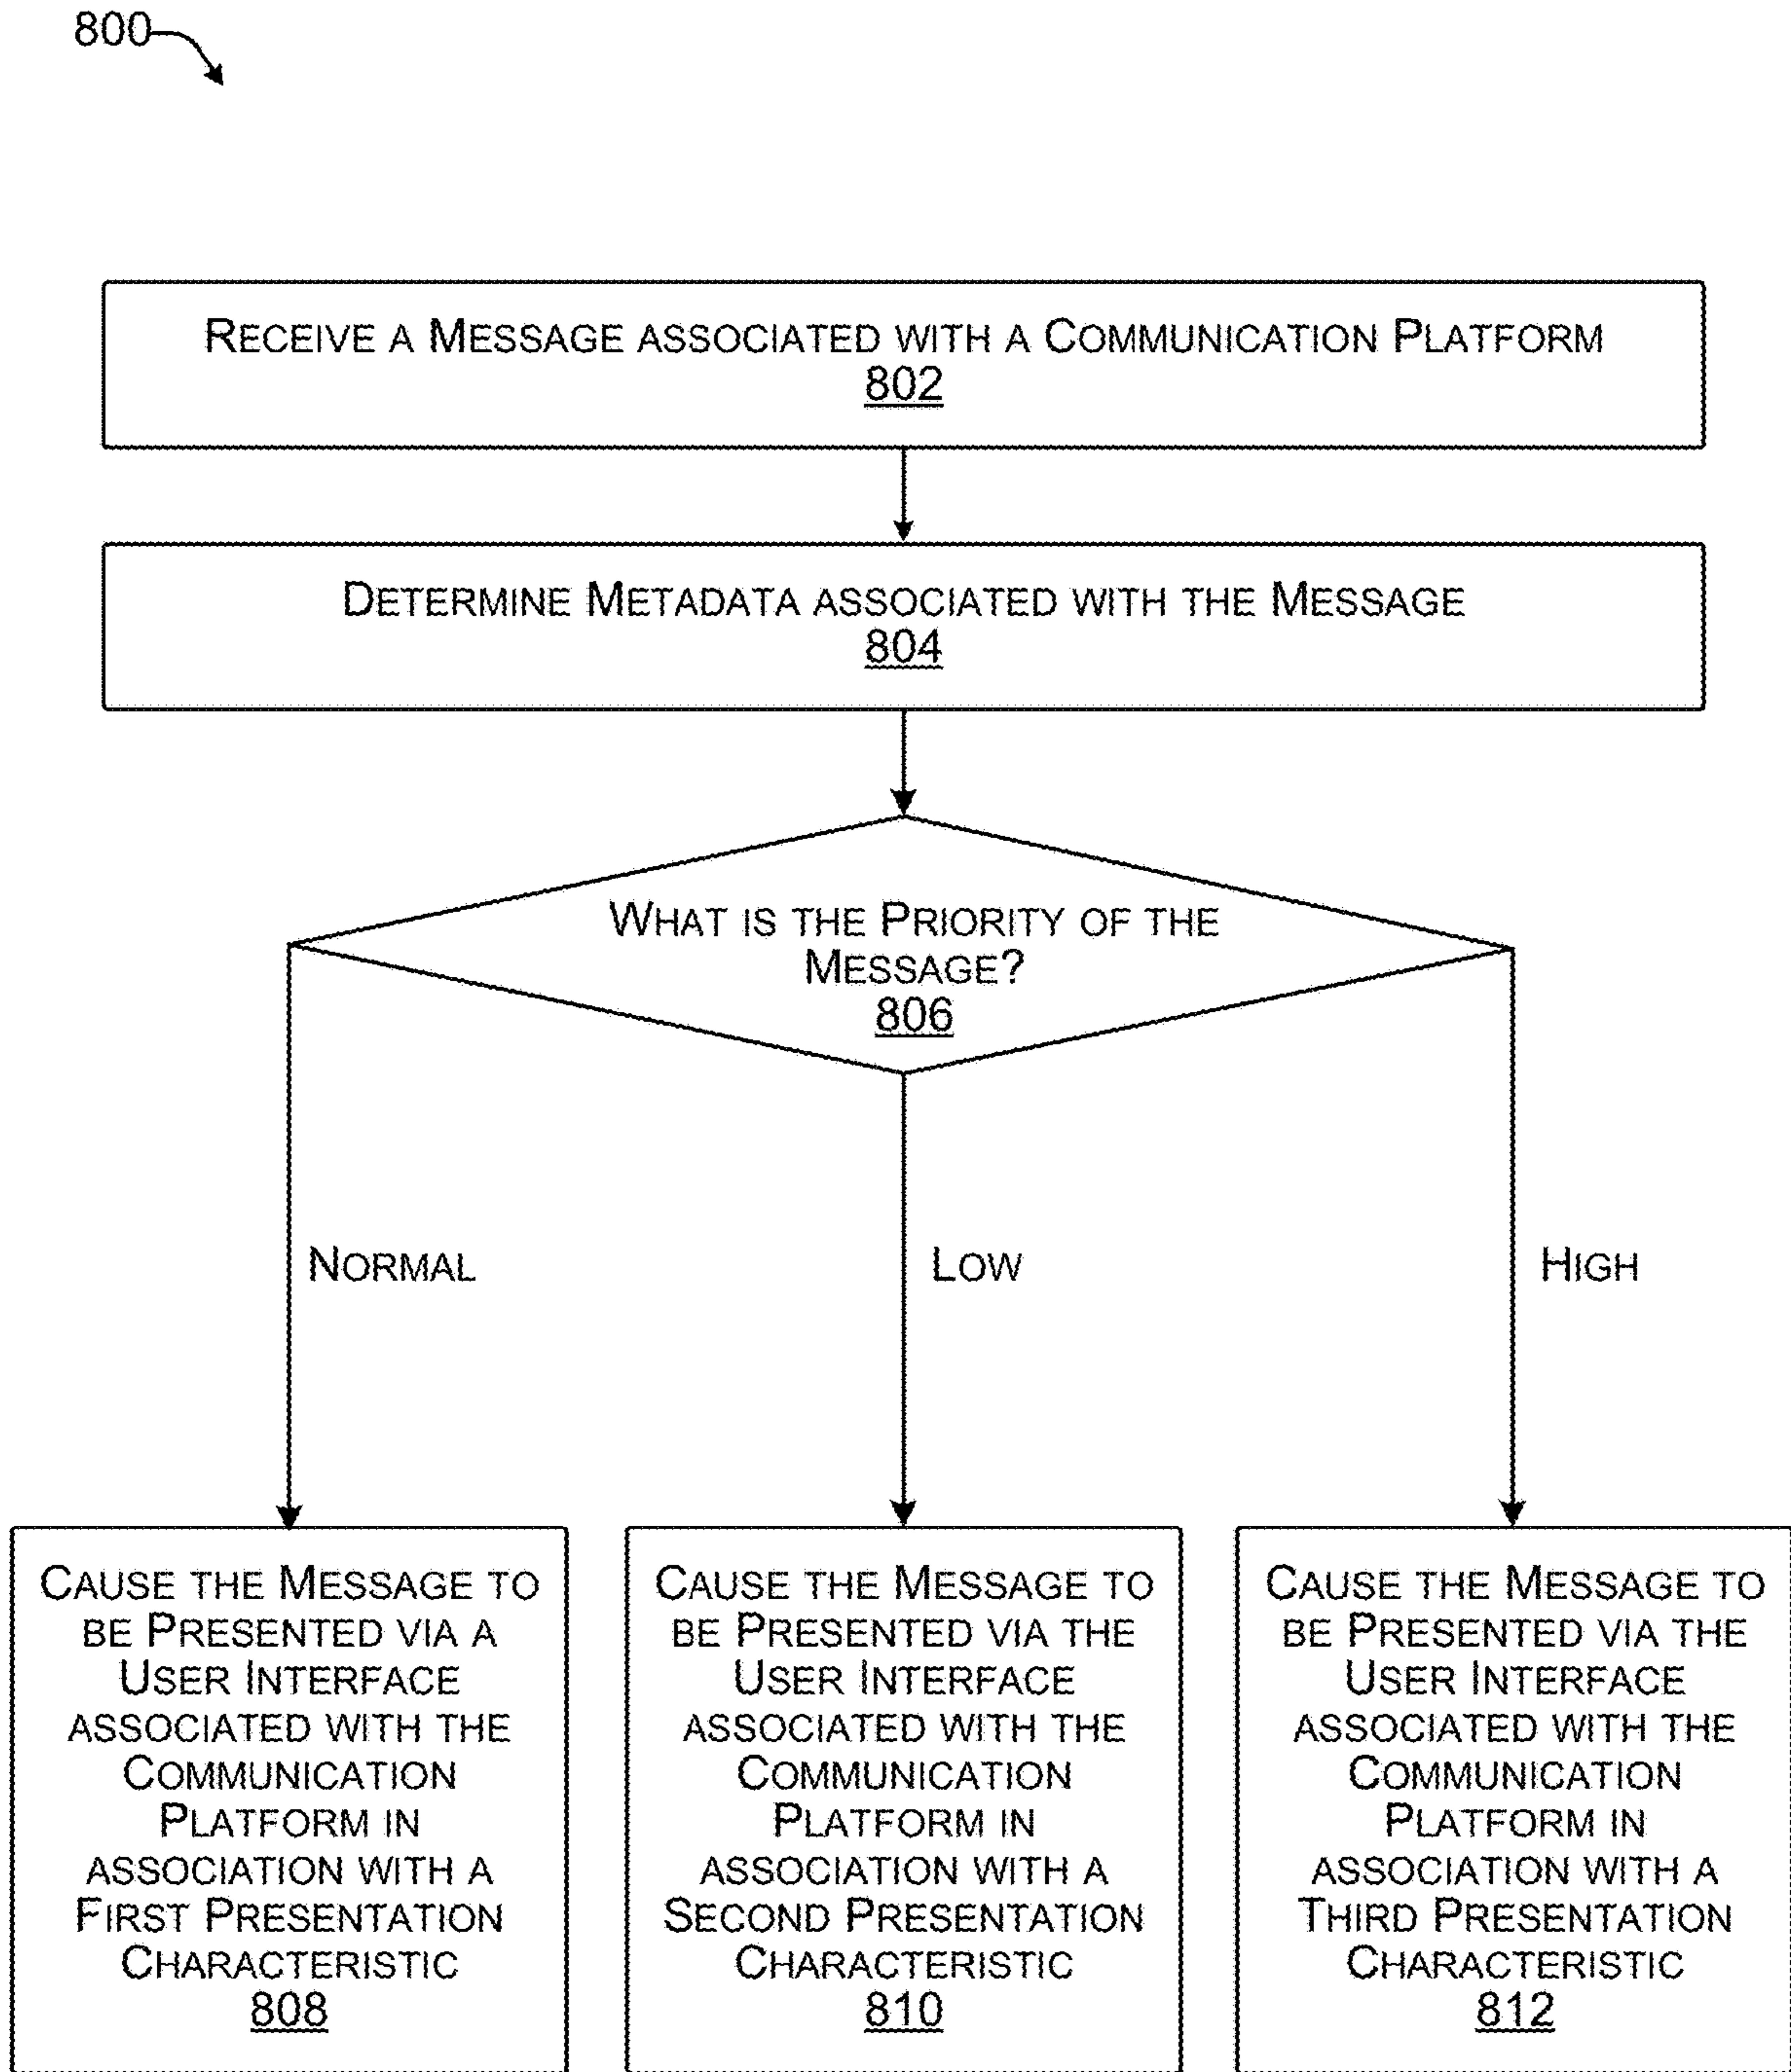 800
RECEIVE A MESSAGE ASSOCIATED WITH A COMMUNICATION PLATFORM
802
DETERMINE METADATA ASSOCIATED WITH THE MESSAGE
804
WHAT IS THE PRIORITY OF THE
MESSAGE?
806
NORMAL
LOW
HIGH
CAUSE THE MESSAGE TO
BE PRESENTED VIA A
USER INTERFACE
ASSOCIATED WITH THE
COMMUNICATION
PLATFORM IN
ASSOCIATION WITH A
FIRST PRESENTATION
CHARACTERISTIC
808
CAUSE THE MESSAGE TO
BE PRESENTED VIA THE
USER INTERFACE
ASSOCIATED WITH THE
COMMUNICATION
PLATFORM IN
ASSOCIATION WITH A
SECOND PRESENTATION
CHARACTERISTIC
810
CAUSE THE MESSAGE TO
BE PRESENTED VIA THE
USER INTERFACE
ASSOCIATED WITH THE
COMMUNICATION
PLATFORM IN
ASSOCIATION WITH A
THIRD PRESENTATION
CHARACTERISTIC
812